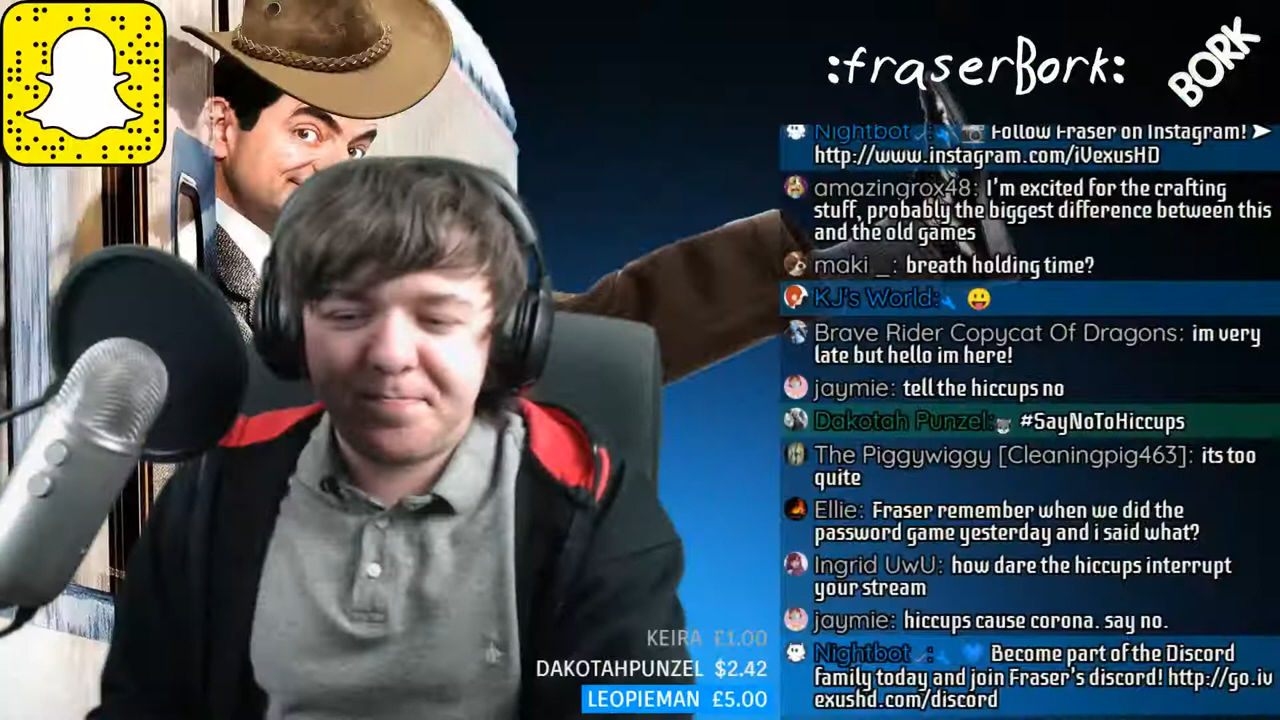 :fraserBork:
BORK
Nightbot: Follow Fraser on Instagram! ➤
http://www.instagram.com/iVexusHD
amazingrox48: I'm excited for the crafting
stuff, probably the biggest difference between this
and the old games
maki _: breath holding time?
KJ's World: 😛
Brave Rider Copycat Of Dragons: im very
late but hello im here!
jaymie: tell the hiccups no
Dakotah Punzel: #SayNoToHiccups
The Piggywiggy [Cleaningpig463]: its too
quite
Ellie: Fraser remember when we did the
password game yesterday and i said what?
Ingrid UwU: how dare the hiccups interrupt
your stream
jaymie: hiccups cause corona. say no.
Nightbot: Become part of the Discord
family today and join Fraser's discord! http://go.iv
exushd.com/discord
KEIRA £1.00
DAKOTAHPUNZEL $2.42
LEOPIEMAN £5.00